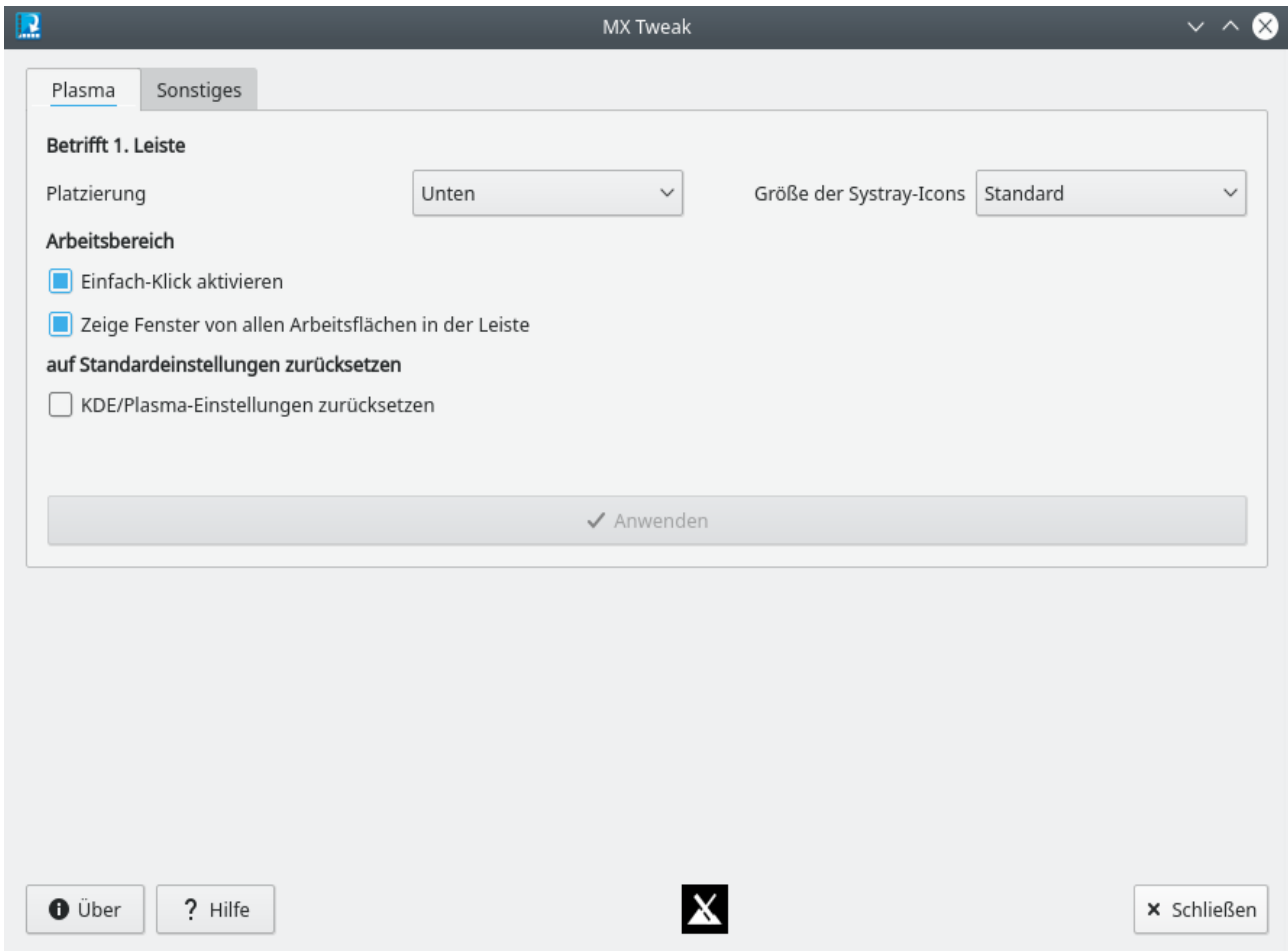 MX Tweak
Plasma Sonstiges
Betrifft 1. Leiste
Platzierung Unten Größe der Systray-Icons Standard
Arbeitsbereich
Einfach-Klick aktivieren
Zeige Fenster von allen Arbeitsflächen in der Leiste
auf Standardeinstellungen zurücksetzen
KDE/Plasma-Einstellungen zurücksetzen
Anwenden
Über ? Hilfe Schließen